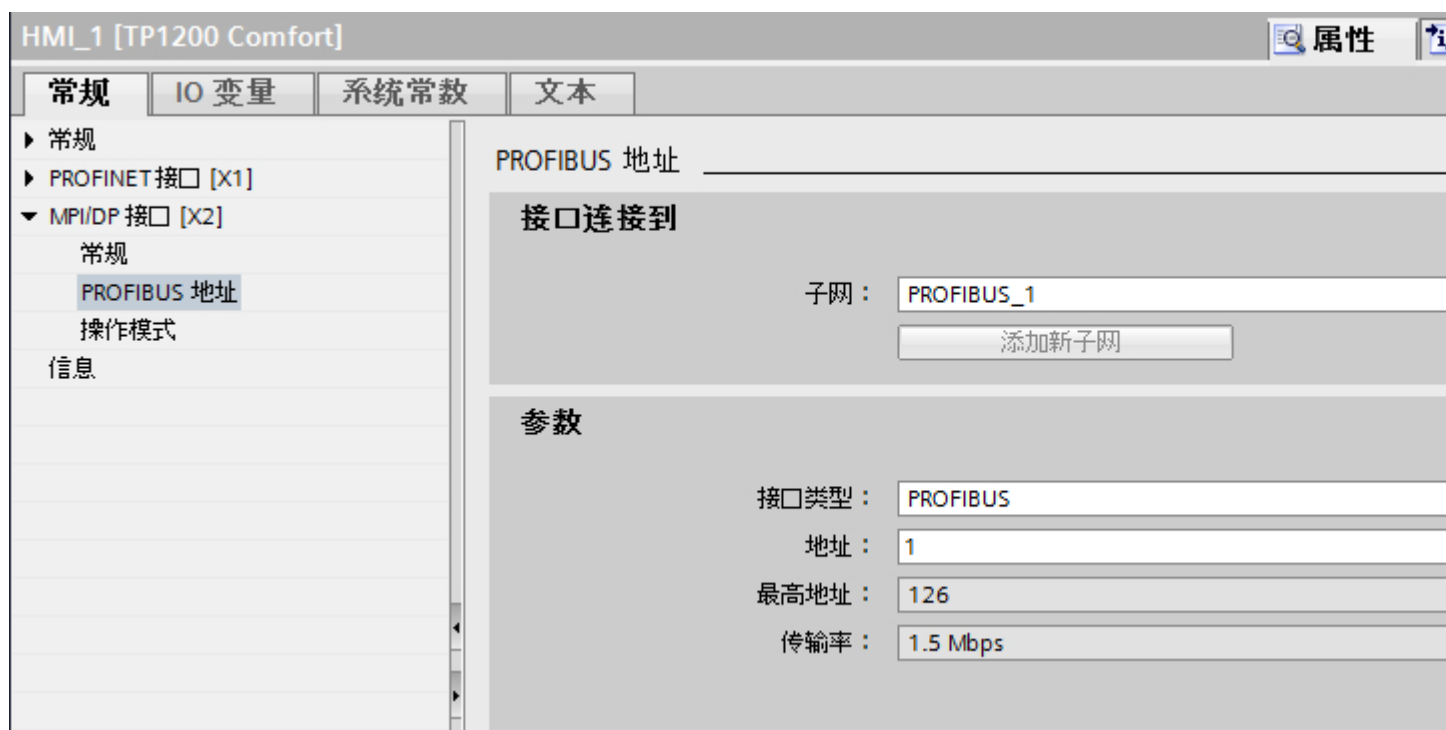 HMI_1 [TP1200 Comfort]
属性
常规
IO 变量
系统常数
文本
常规
PROFINET接口 [X1]
MPI/DP 接口 [X2]
常规
PROFIBUS 地址
操作模式
信息
PROFIBUS 地址
接口连接到
子网：
PROFIBUS_1
添加新子网
参数
接口类型：
PROFIBUS
地址：
1
最高地址：
126
传输率：
1.5 Mbps